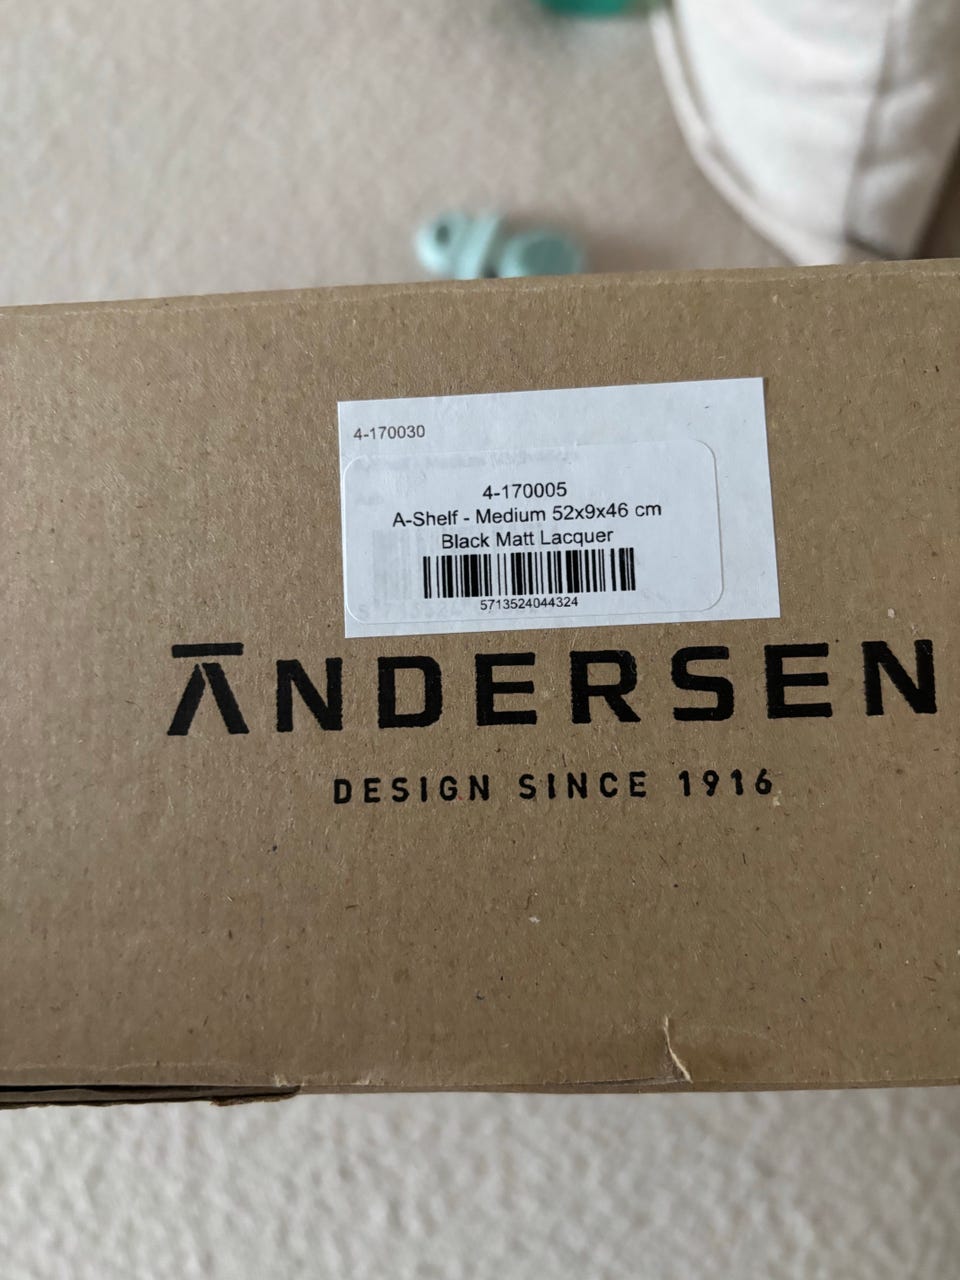 4-170030
4-170005
A-Shelf - Medium 52x9x46 cm
Black Matt Lacquer
5713524044324
ANDERSEN
DESIGN SINCE 1916